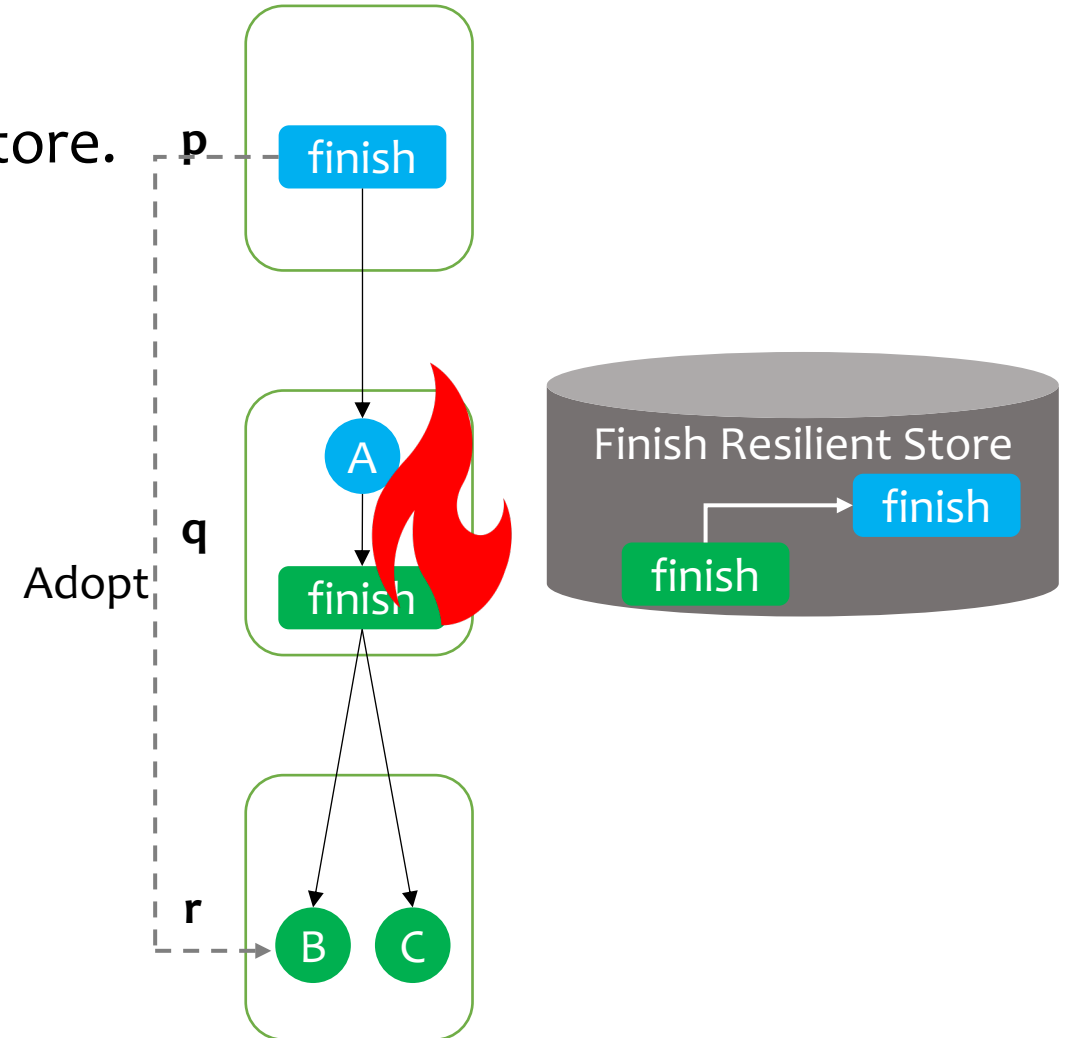 tore.
p
finish
A
Finish Resilient Store
finish
q
finish
Adopt
finish
r
B
C